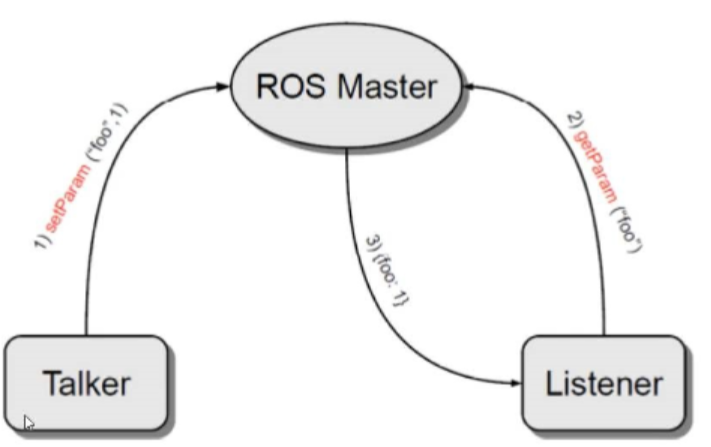 ROS Master
1) setParam ("foo",1)
2) getParam ("foo")
3) {foo: 1}
Talker
Listener